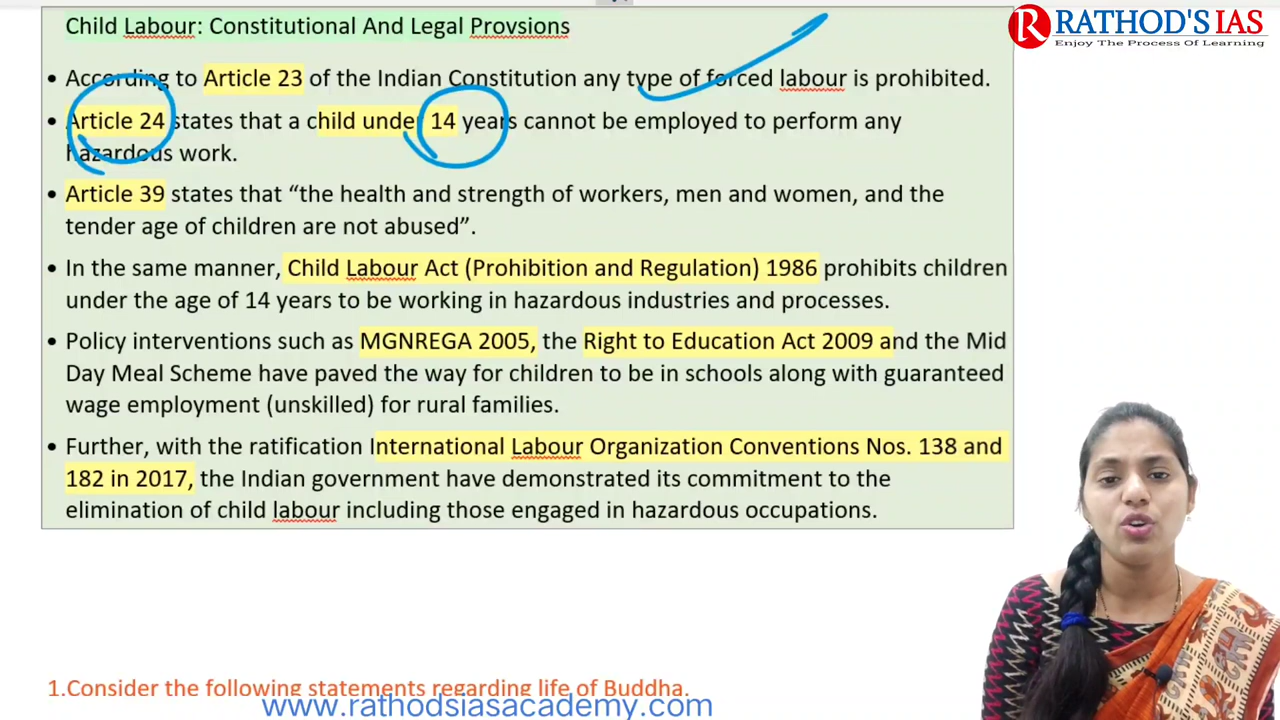 Child Labour: Constitutional And Legal Provsions
RATHOD'S IAS
Enjoy The Process Of Learning
• According to Article 23 of the Indian Constitution any type of forced labour is prohibited.
• Article 24 states that a child under 14 years cannot be employed to perform any
hazardous work.
• Article 39 states that “the health and strength of workers, men and women, and the
tender age of children are not abused”.
• In the same manner, Child Labour Act (Prohibition and Regulation) 1986 prohibits children
under the age of 14 years to be working in hazardous industries and processes.
• Policy interventions such as MGNREGA 2005, the Right to Education Act 2009 and the Mid
Day Meal Scheme have paved the way for children to be in schools along with guaranteed
wage employment (unskilled) for rural families.
• Further, with the ratification International Labour Organization Conventions Nos. 138 and
182 in 2017, the Indian government have demonstrated its commitment to the
elimination of child labour including those engaged in hazardous occupations.
1.Consider the following statements regarding life of Buddha.
www.rathodsiasacademy.com